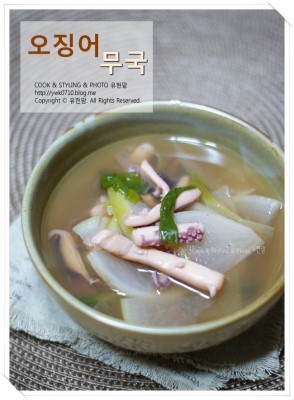 오징어
무국
COOK & STYLING & PHOTO 유현맘
http://ywk0710.blog.me
Copyright © 유현맘. All Rights Reserved.